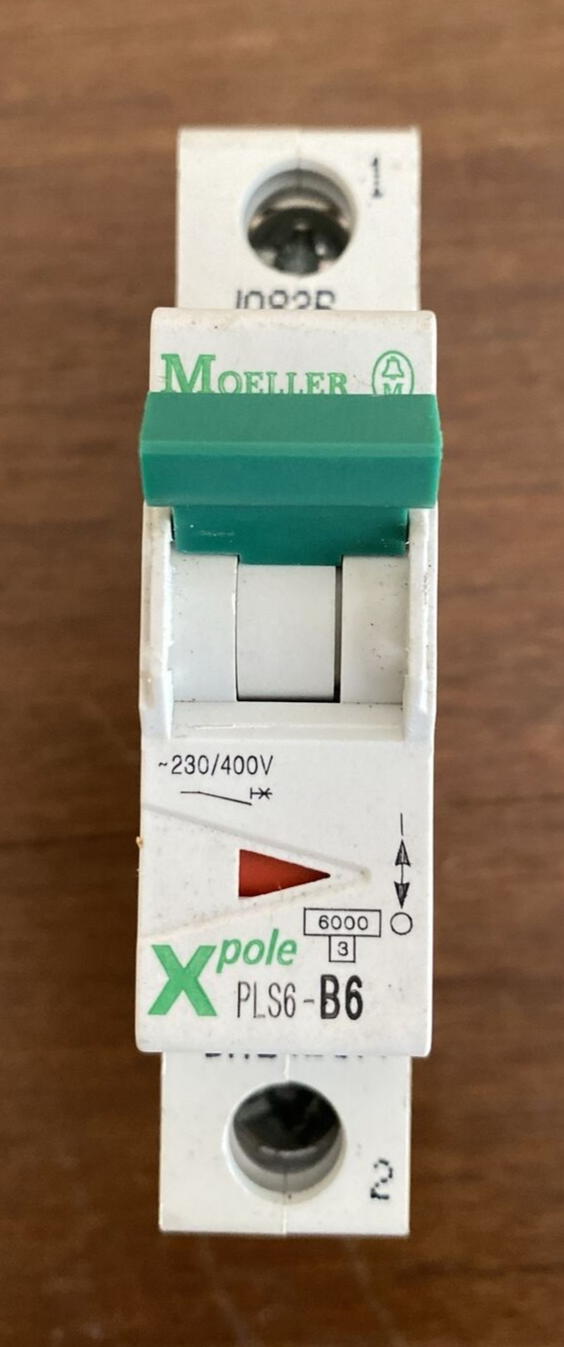 1
MOELLER
M
~230/400V
I
6000
3
O
Xpole
PLS6-B6
2